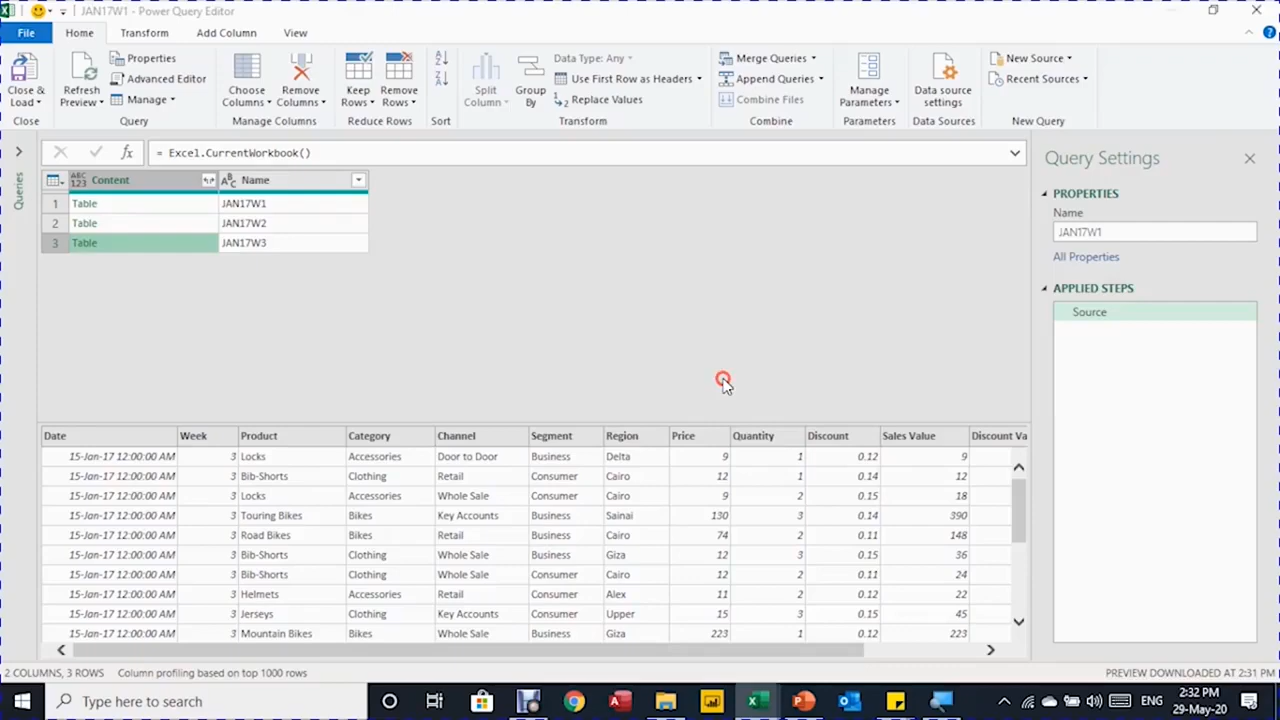 JAN17W1 - Power Query Editor
File Home Transform Add Column View
Close & Load
Refresh Preview
Properties
Advanced Editor
Manage
Choose Columns
Remove Columns
Keep Rows
Remove Rows
Split Column
Group By
Data Type: Any
Use First Row as Headers
Replace Values
Merge Queries
Append Queries
Combine Files
Manage Parameters
Data source settings
New Source
Recent Sources
Close Query Manage Columns Reduce Rows Sort Transform Combine Parameters Data Sources New Query
= Excel.CurrentWorkbook()
Queries
ABC 123 Content ABC Name
1 Table JAN17W1
2 Table JAN17W2
3 Table JAN17W3
Query Settings
PROPERTIES
Name
JAN17W1
All Properties
APPLIED STEPS
Source
Date Week Product Category Channel Segment Region Price Quantity Discount Sales Value Discount Va
15-Jan-17 12:00:00 AM 3 Locks Accessories Door to Door Business Delta 9 1 0.12 9
15-Jan-17 12:00:00 AM 3 Bib-Shorts Clothing Retail Consumer Cairo 12 1 0.14 12
15-Jan-17 12:00:00 AM 3 Locks Accessories Whole Sale Consumer Cairo 9 2 0.15 18
15-Jan-17 12:00:00 AM 3 Touring Bikes Bikes Key Accounts Business Sainai 130 3 0.14 390
15-Jan-17 12:00:00 AM 3 Road Bikes Bikes Retail Business Cairo 74 2 0.11 148
15-Jan-17 12:00:00 AM 3 Bib-Shorts Clothing Whole Sale Business Giza 12 3 0.15 36
15-Jan-17 12:00:00 AM 3 Bib-Shorts Clothing Whole Sale Consumer Cairo 12 2 0.11 24
15-Jan-17 12:00:00 AM 3 Helmets Accessories Retail Consumer Alex 11 2 0.12 22
15-Jan-17 12:00:00 AM 3 Jerseys Clothing Key Accounts Consumer Upper 15 3 0.15 45
15-Jan-17 12:00:00 AM 3 Mountain Bikes Bikes Whole Sale Business Giza 223 1 0.12 223
2 COLUMNS, 3 ROWS Column profiling based on top 1000 rows PREVIEW DOWNLOADED AT 2:31 PM
Type here to search
ENG
2:32 PM
29-May-20